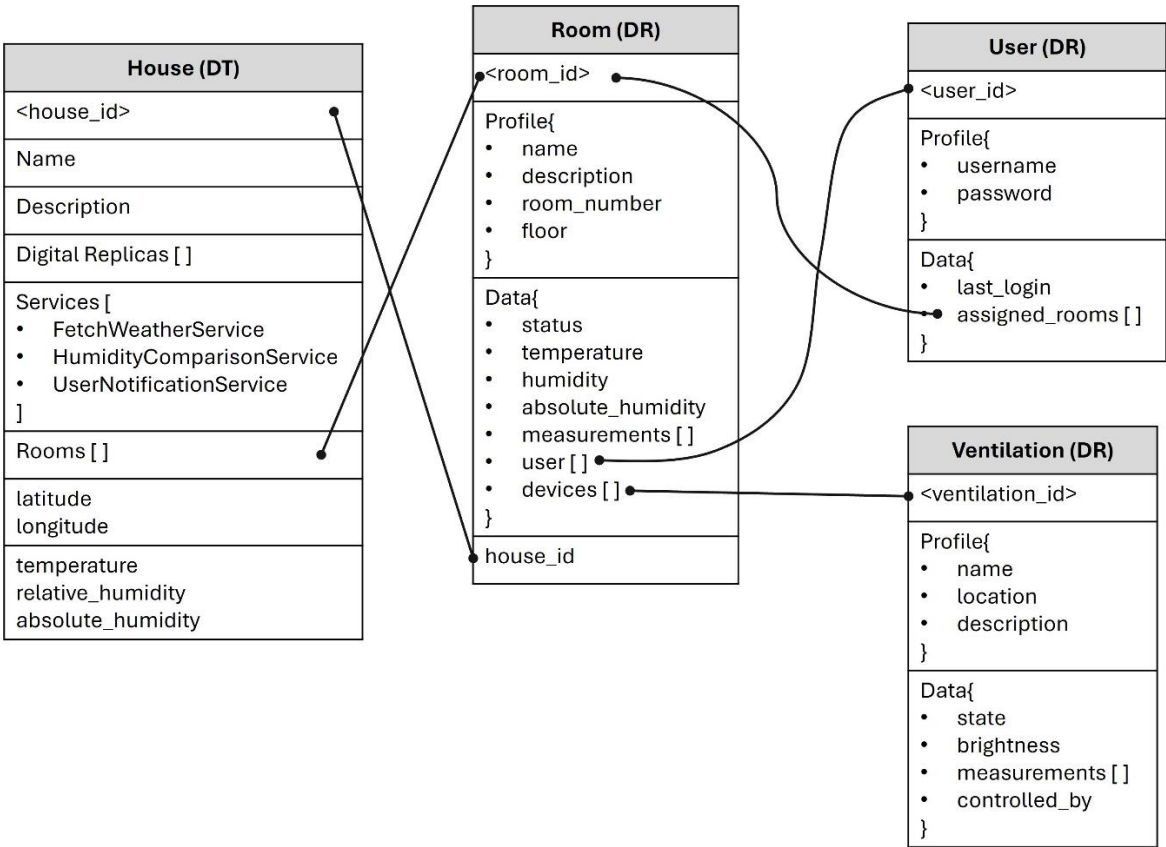 House (DT)
<house_id>
Name
Description
Digital Replicas [ ]
Services [
• FetchWeatherService
• HumidityComparisonService
• UserNotificationService
]
Rooms [ ]
latitude
longitude
temperature
relative_humidity
absolute_humidity
Room (DR)
<room_id>
Profile{
• name
• description
• room_number
• floor
}
Data{
• status
• temperature
• humidity
• absolute_humidity
• measurements [ ]
• user [ ]
• devices [ ]
}
house_id
User (DR)
<user_id>
Profile{
• username
• password
}
Data{
• last_login
• assigned_rooms [ ]
}
Ventilation (DR)
<ventilation_id>
Profile{
• name
• location
• description
}
Data{
• state
• brightness
• measurements [ ]
• controlled_by
}